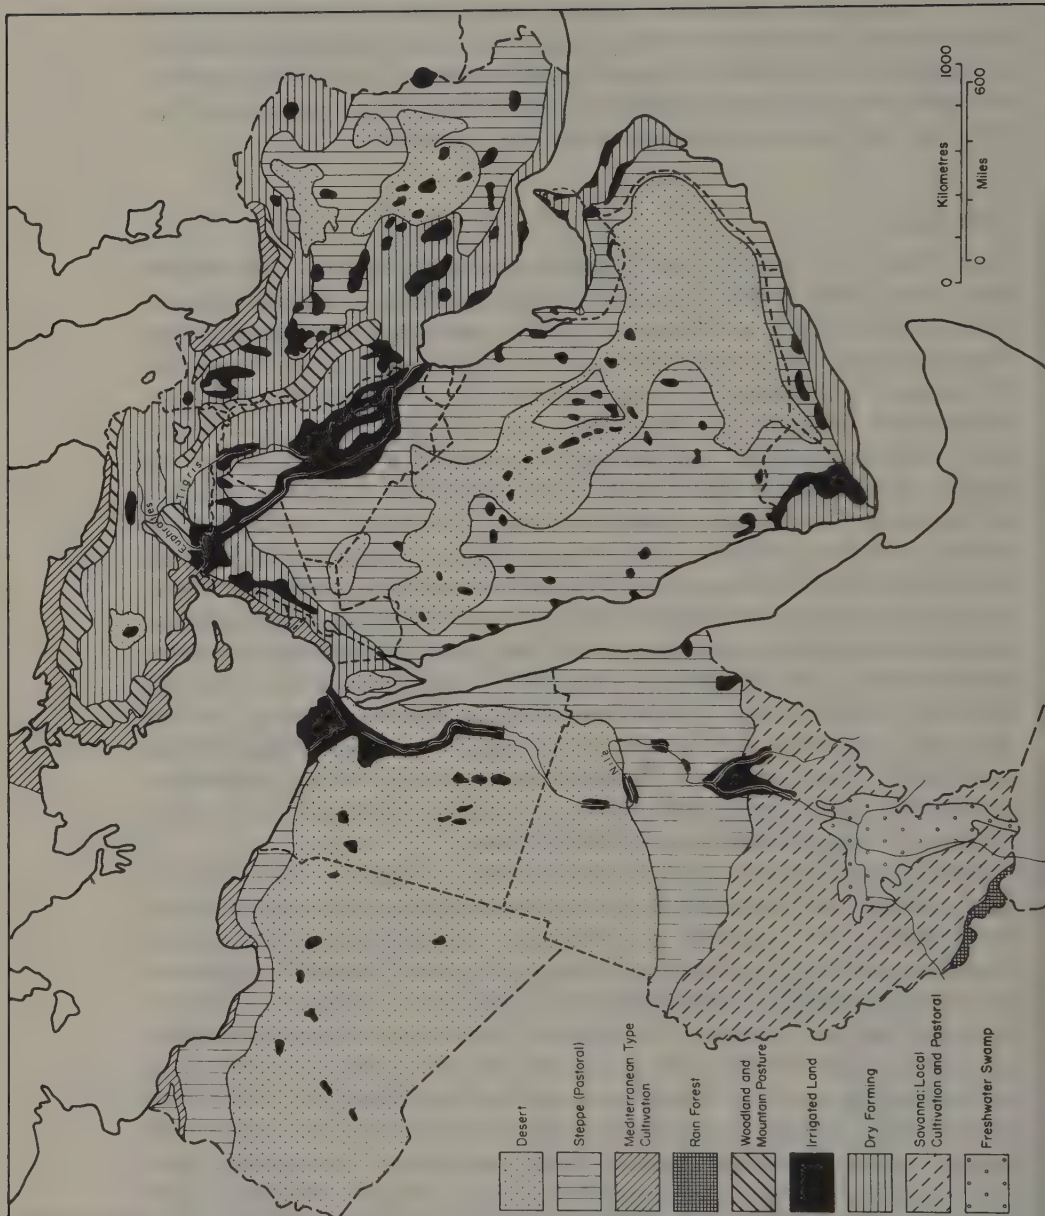 Euphrates
Tigris
Nile
Kilometres
0
1000
0
600
Miles
Desert
Steppe (Pastoral)
Mediterranean Type
Cultivation
Rain Forest
Woodland and
Mountain Pasture
Irrigated Land
Dry Farming
Savanna: Local
Cultivation and Pastoral
Freshwater Swamp